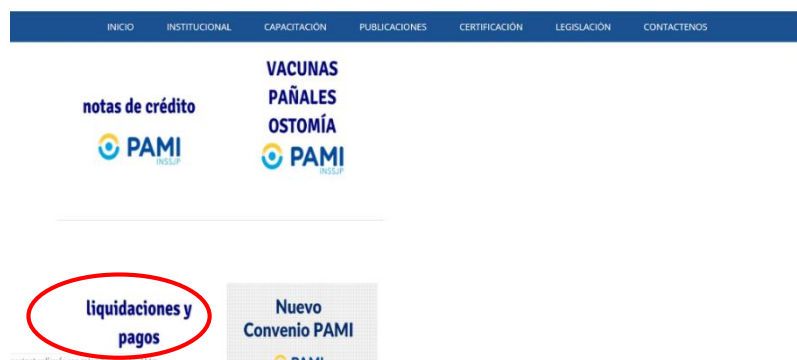 INICIO INSTITUCIONAL CAPACITACIÓN PUBLICACIONES CERTIFICACIÓN LEGISLACIÓN CONTACTENOS
notas de crédito
PAMI
INSSJP
VACUNAS
PAÑALES
OSTOMÍA
PAMI
INSSJP
liquidaciones y
pagos
Nuevo
Convenio PAMI
PAMI